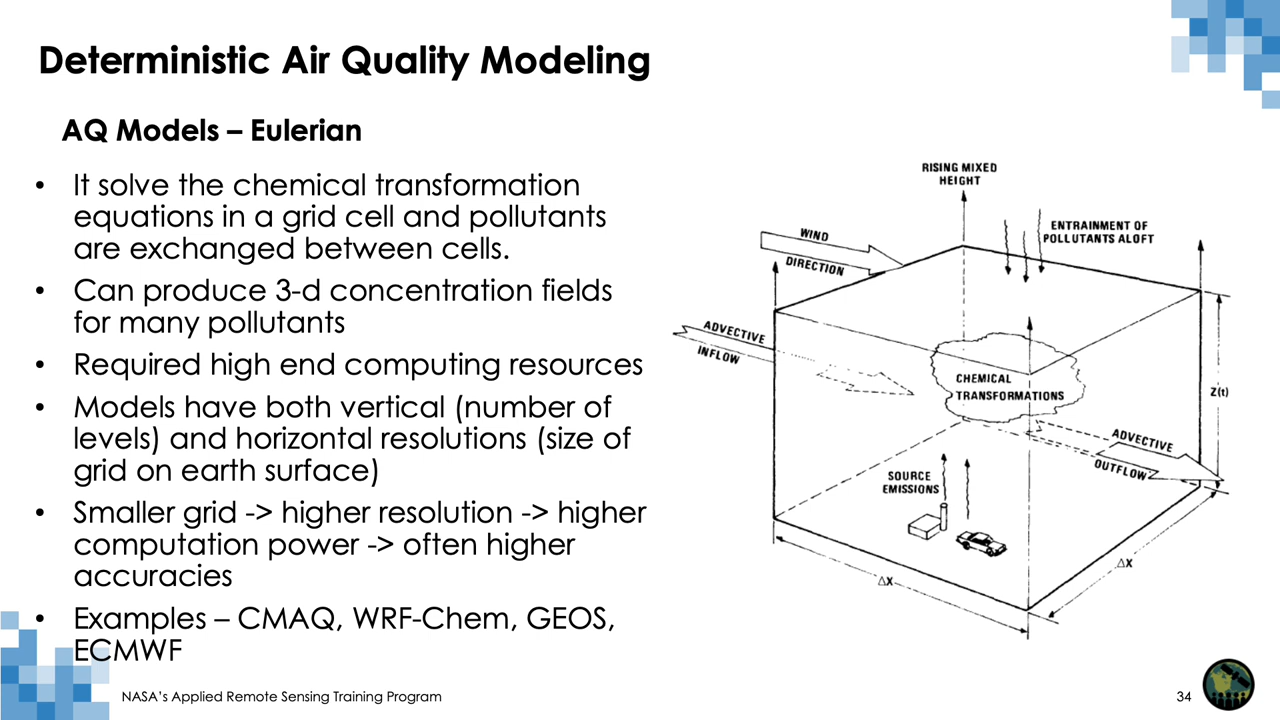 Deterministic Air Quality Modeling
AQ Models – Eulerian
• It solve the chemical transformation
equations in a grid cell and pollutants
are exchanged between cells.
• Can produce 3-d concentration fields
for many pollutants
• Required high end computing resources
• Models have both vertical (number of
levels) and horizontal resolutions (size of
grid on earth surface)
• Smaller grid -> higher resolution -> higher
computation power -> often higher
accuracies
• Examples – CMAQ, WRF-Chem, GEOS,
ECMWF
RISING MIXED
HEIGHT
ENTRAINMENT OF
POLLUTANTS ALOFT
WIND
DIRECTION
ADVECTIVE
INFLOW
CHEMICAL
TRANSFORMATIONS
Z(t)
ADVECTIVE
OUTFLOW
SOURCE
EMISSIONS
ΔX
ΔX
NASA's Applied Remote Sensing Training Program
34